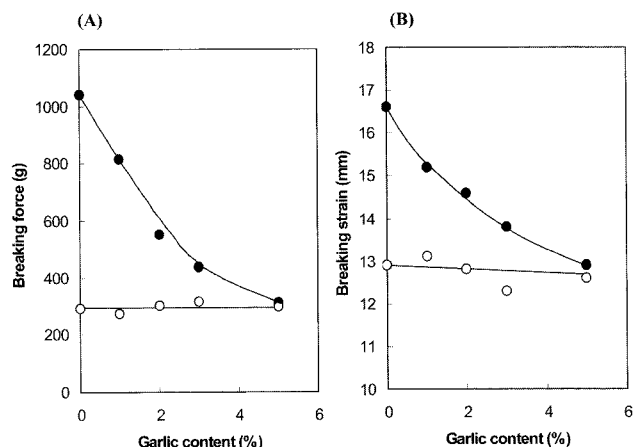 (A)
(B)
Breaking force (g)
1200
1000
800
600
400
200
0
0 2 4 6
Garlic content (%)
Breaking strain (mm)
18
17
16
15
14
13
12
11
10
0 2 4 6
Garlic content (%)